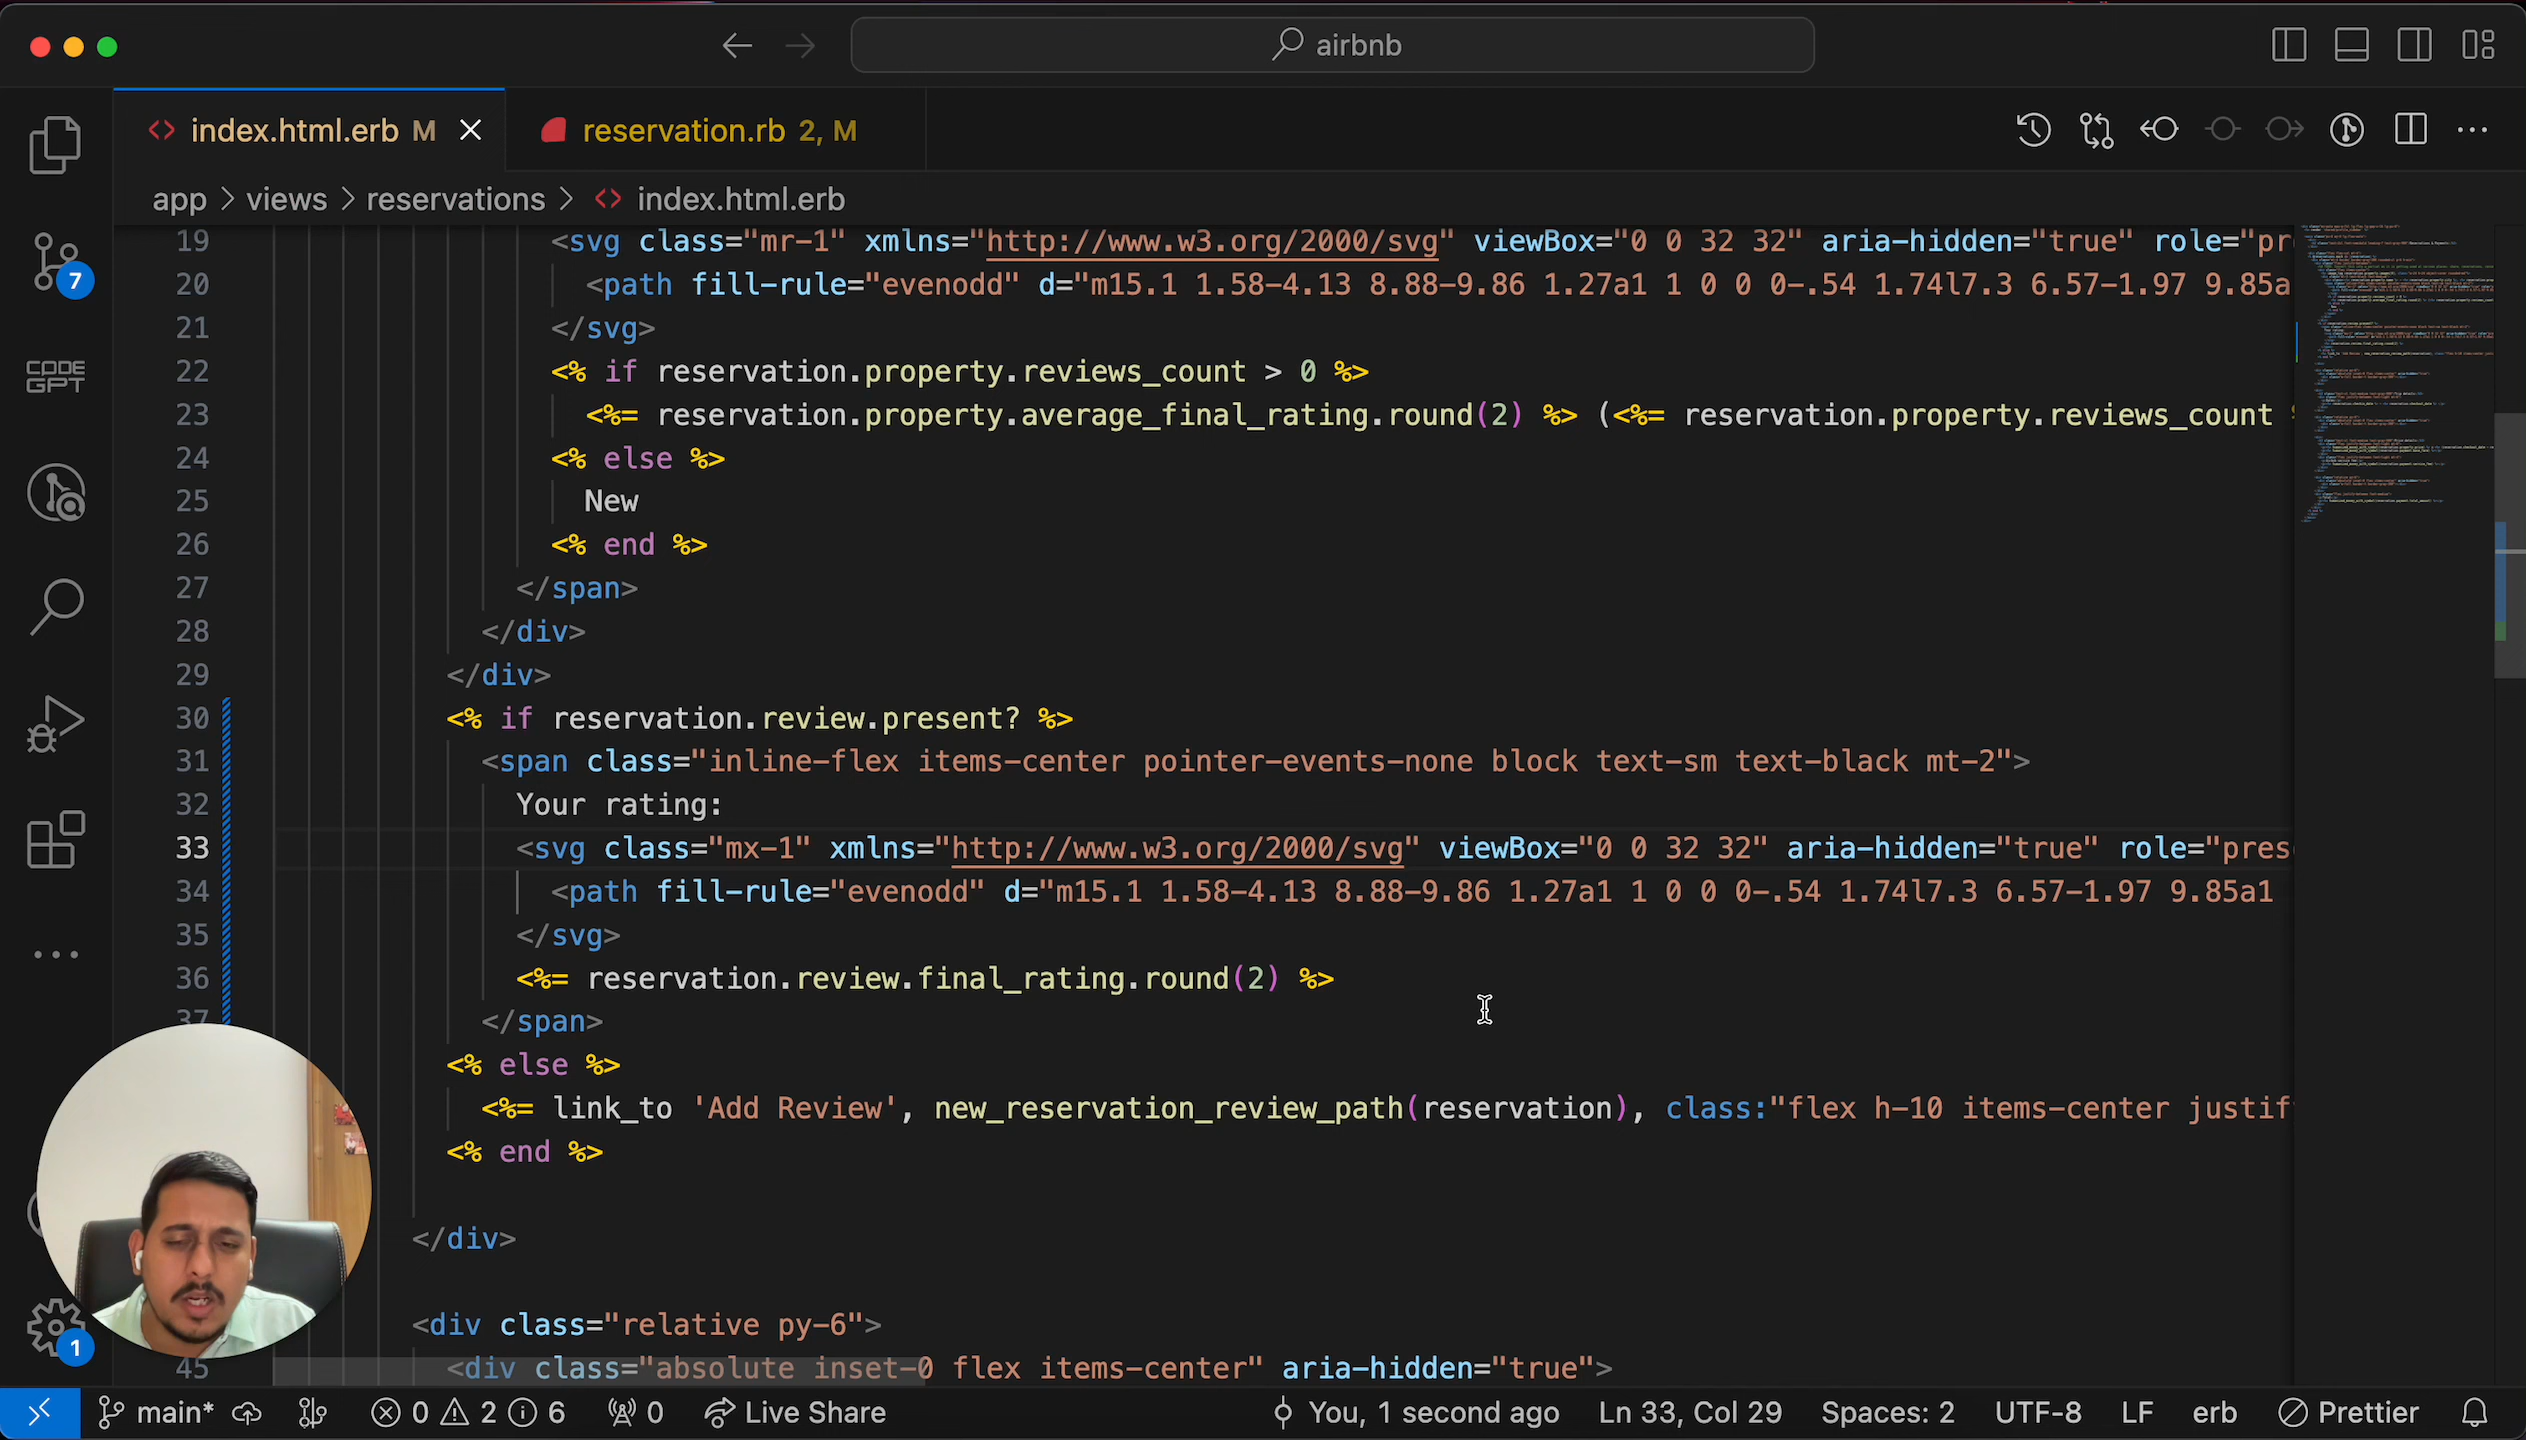 airbnb
index.html.erb M
reservation.rb 2, M
app > views > reservations > <> index.html.erb
7
CODE
GPT
19 <svg class="mr-1" xmlns="http://www.w3.org/2000/svg" viewBox="0 0 32 32" aria-hidden="true" role="pr
20 <path fill-rule="evenodd" d="m15.1 1.58-4.13 8.88-9.86 1.27a1 1 0 0 0-.54 1.74l7.3 6.57-1.97 9.85a
21 </svg>
22 <% if reservation.property.reviews_count > 0 %>
23 <%= reservation.property.average_final_rating.round(2) %> (<%= reservation.property.reviews_count
24 <% else %>
25 New
26 <% end %>
27 </span>
28 </div>
29 </div>
30 <% if reservation.review.present? %>
31 <span class="inline-flex items-center pointer-events-none block text-sm text-black mt-2">
32 Your rating:
33 <svg class="mx-1" xmlns="http://www.w3.org/2000/svg" viewBox="0 0 32 32" aria-hidden="true" role="pres
34 <path fill-rule="evenodd" d="m15.1 1.58-4.13 8.88-9.86 1.27a1 1 0 0 0-.54 1.74l7.3 6.57-1.97 9.85a1
35 </svg>
36 <%= reservation.review.final_rating.round(2) %>
37 </span>
<% else %>
<%= link_to 'Add Review', new_reservation_review_path(reservation), class:"flex h-10 items-center justif
<% end %>
</div>
<div class="relative py-6">
45 <div class="absolute inset-0 flex items-center" aria-hidden="true">
1
main* 0 2 6 0 Live Share You, 1 second ago Ln 33, Col 29 Spaces: 2 UTF-8 LF erb Prettier